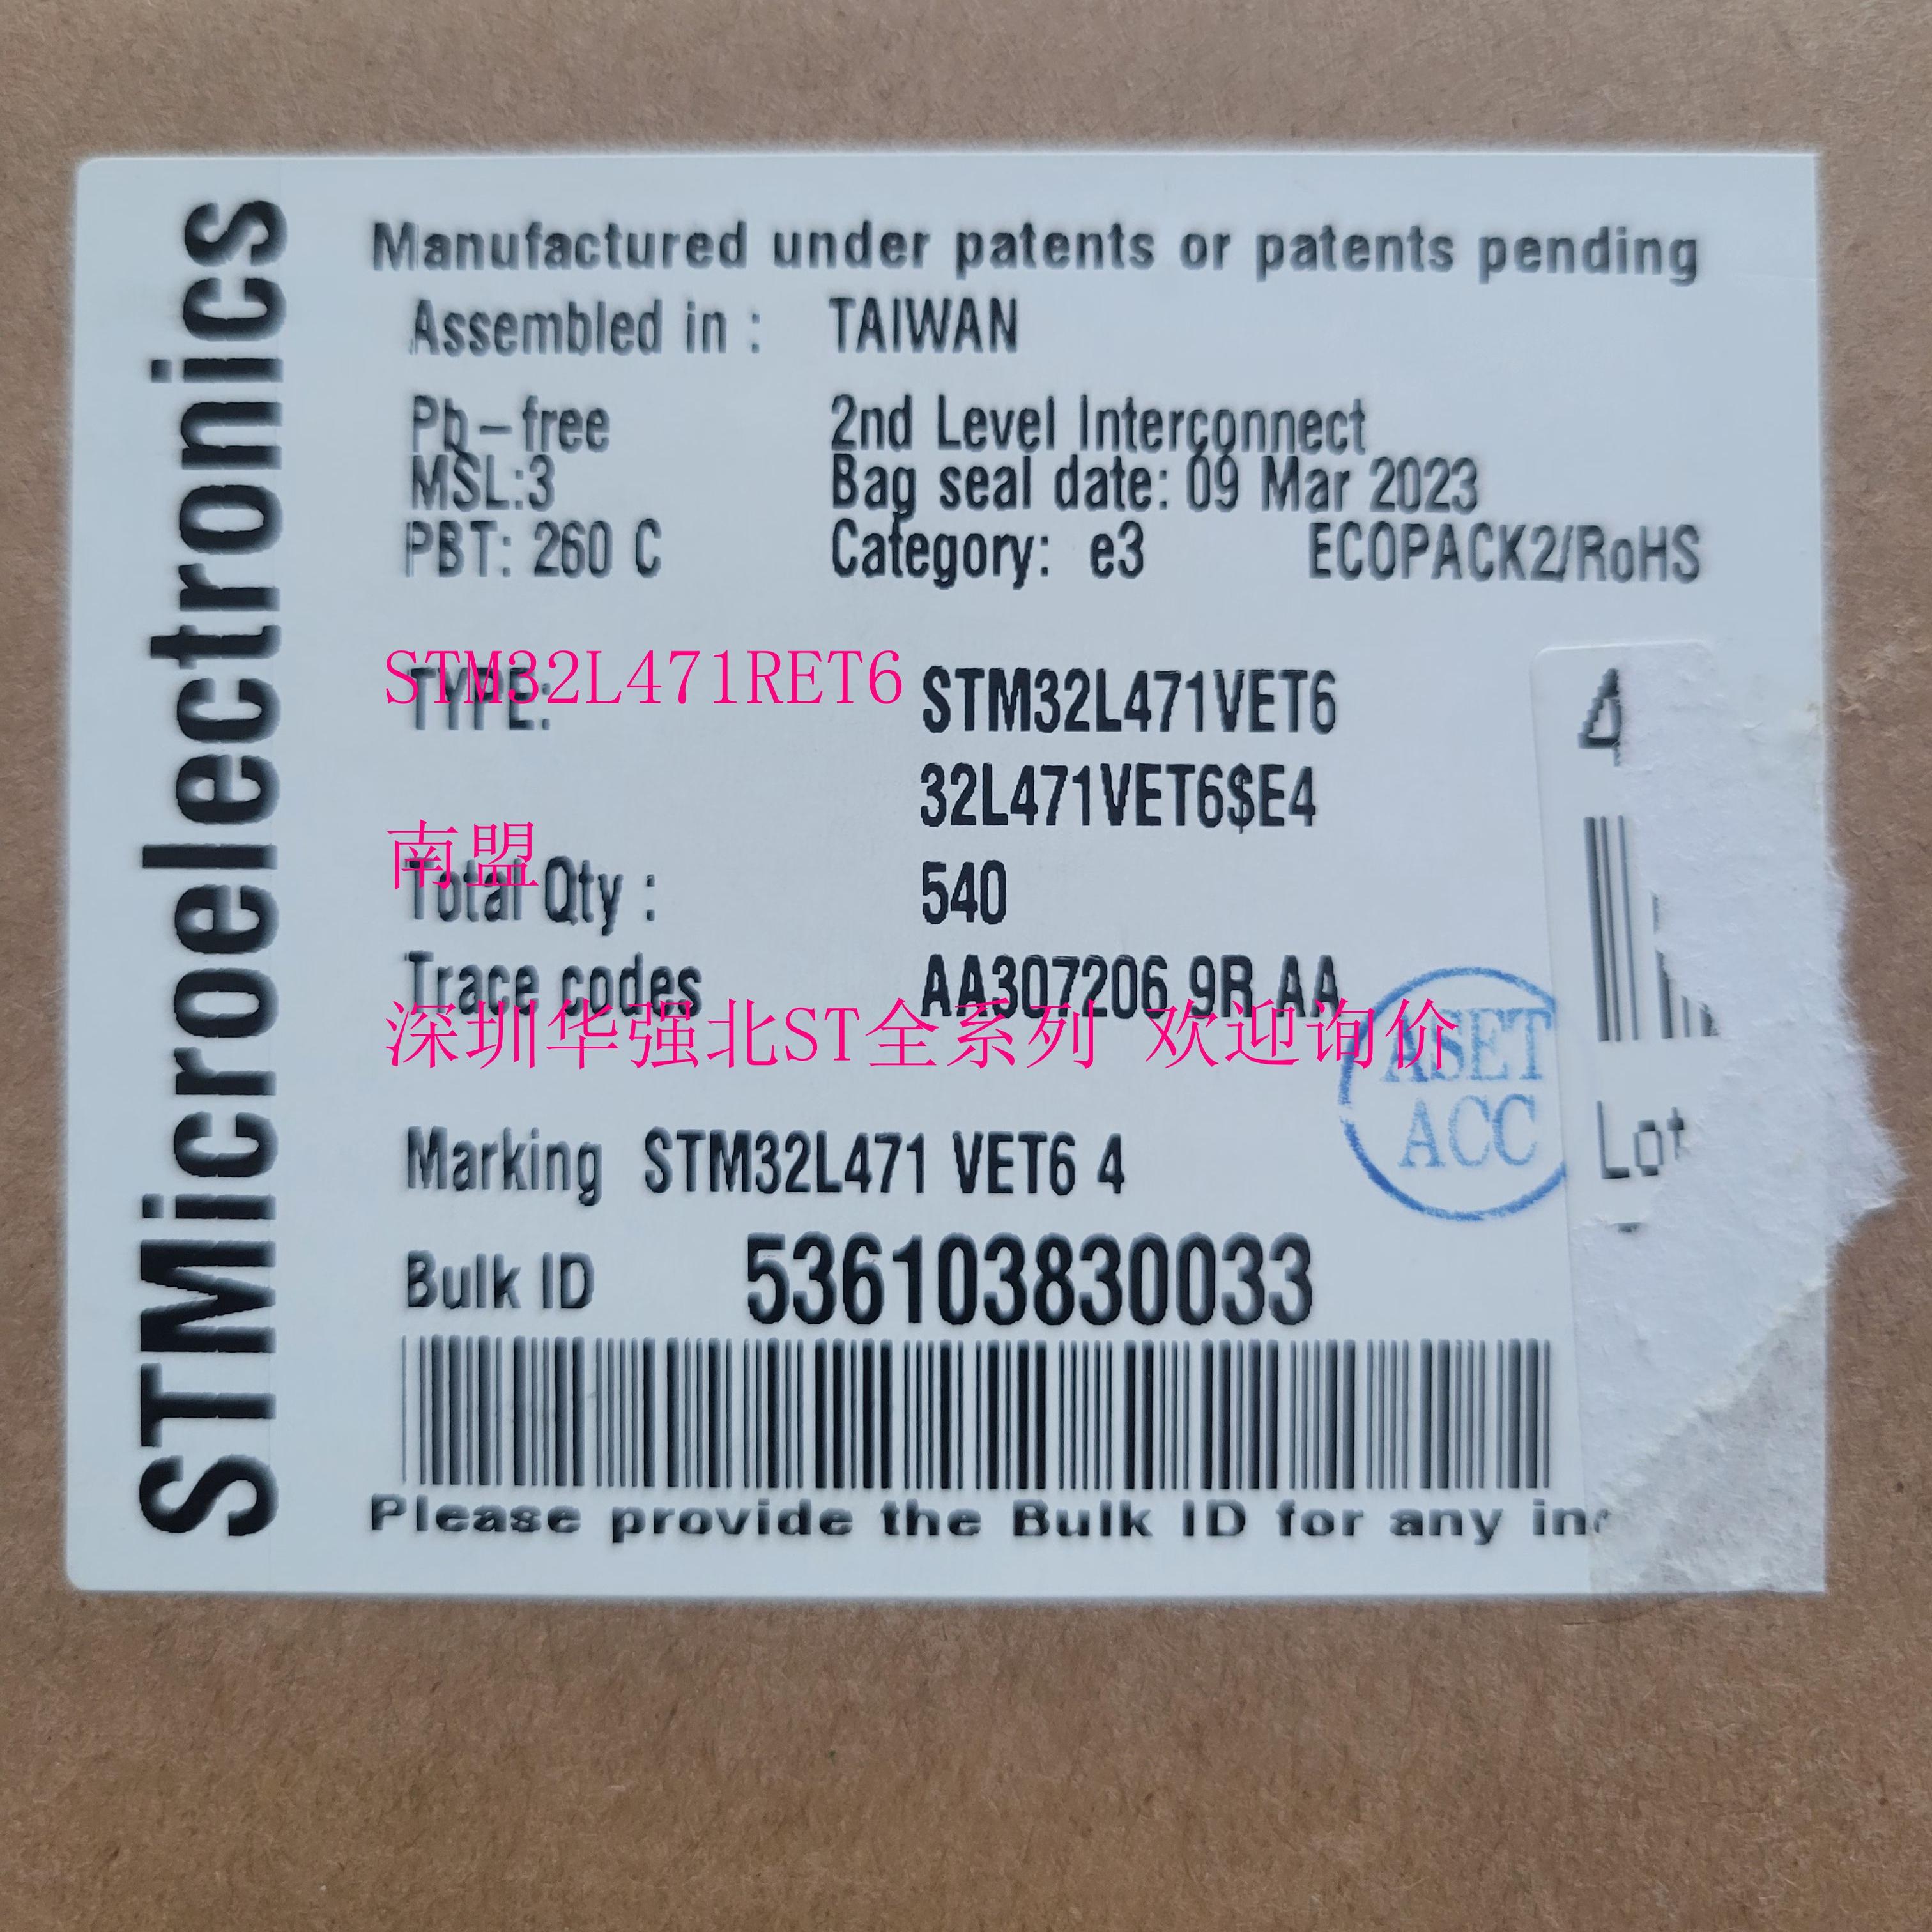 STMicroelectronics
Manufactured under patents or patents pending
Assembled in : TAIWAN
Pb-free 2nd Level Interconnect
MSL:3 Bag seal date: 09 Mar 2023
PBT: 260 C Category: e3 ECOPACK2/RoHS
STM32L471RET6
TYPE: STM32L471VET6
4
32L471VET6$E4
南盟
Total Qty : 540
Trace codes AA307206 9R AA
深圳华强北ST全系列 欢迎询价
ASET
ACC
Lot
Marking STM32L471 VET6 4
Bulk ID 536103830033
Please provide the Bulk ID for any